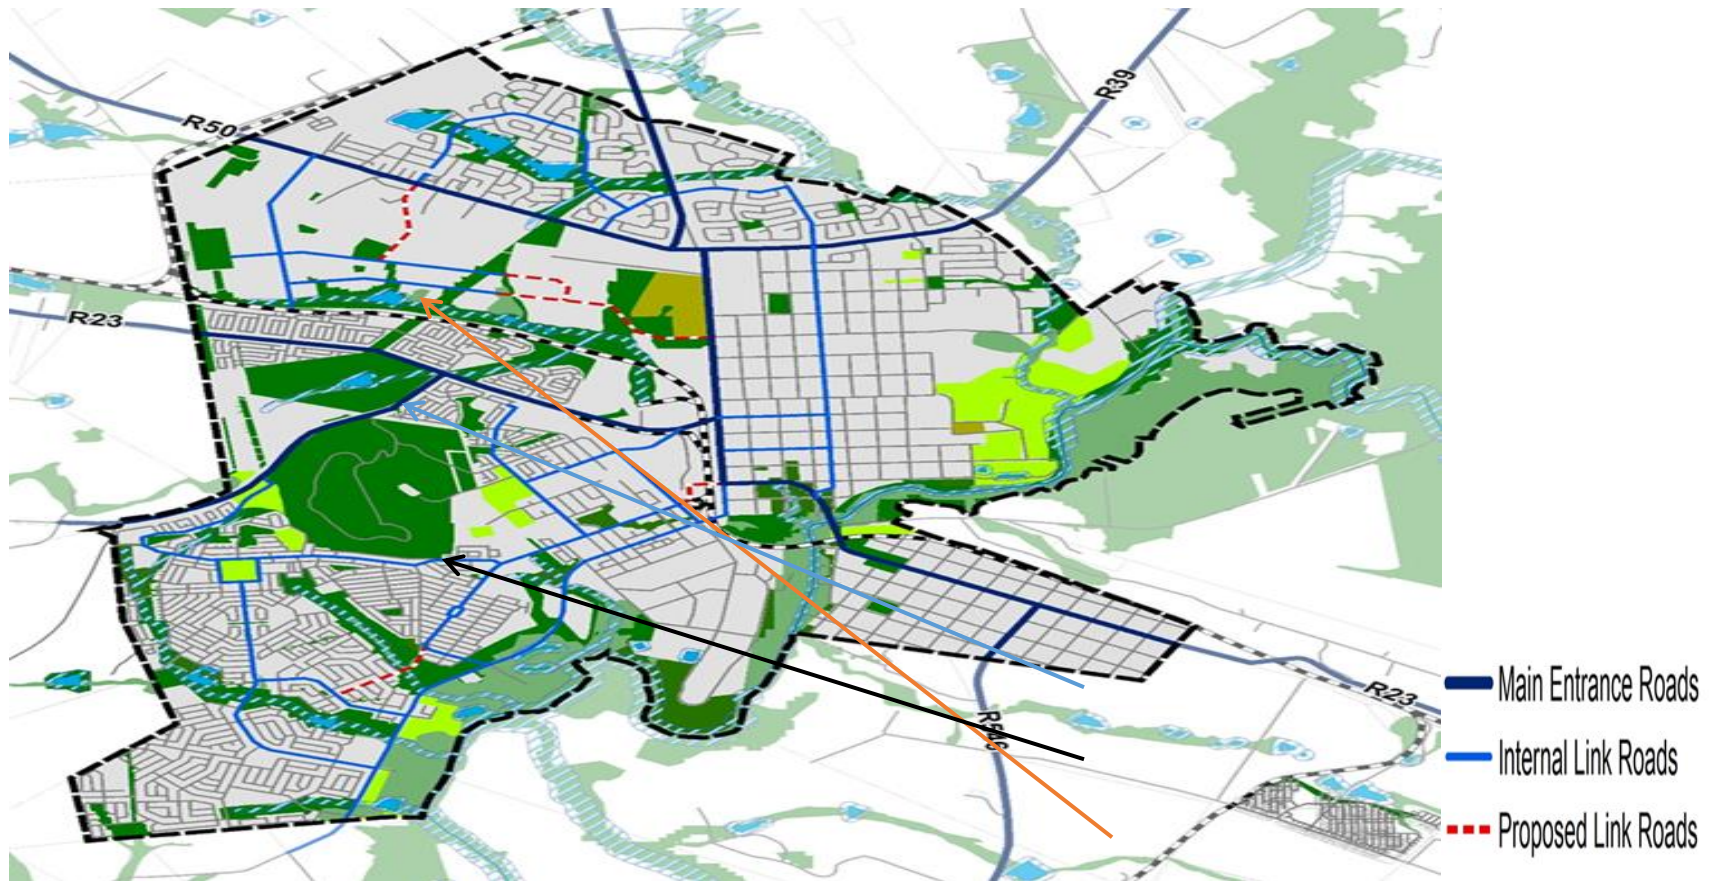 R39
R50
R23
R23
Main Entrance Roads
Internal Link Roads
Proposed Link Roads